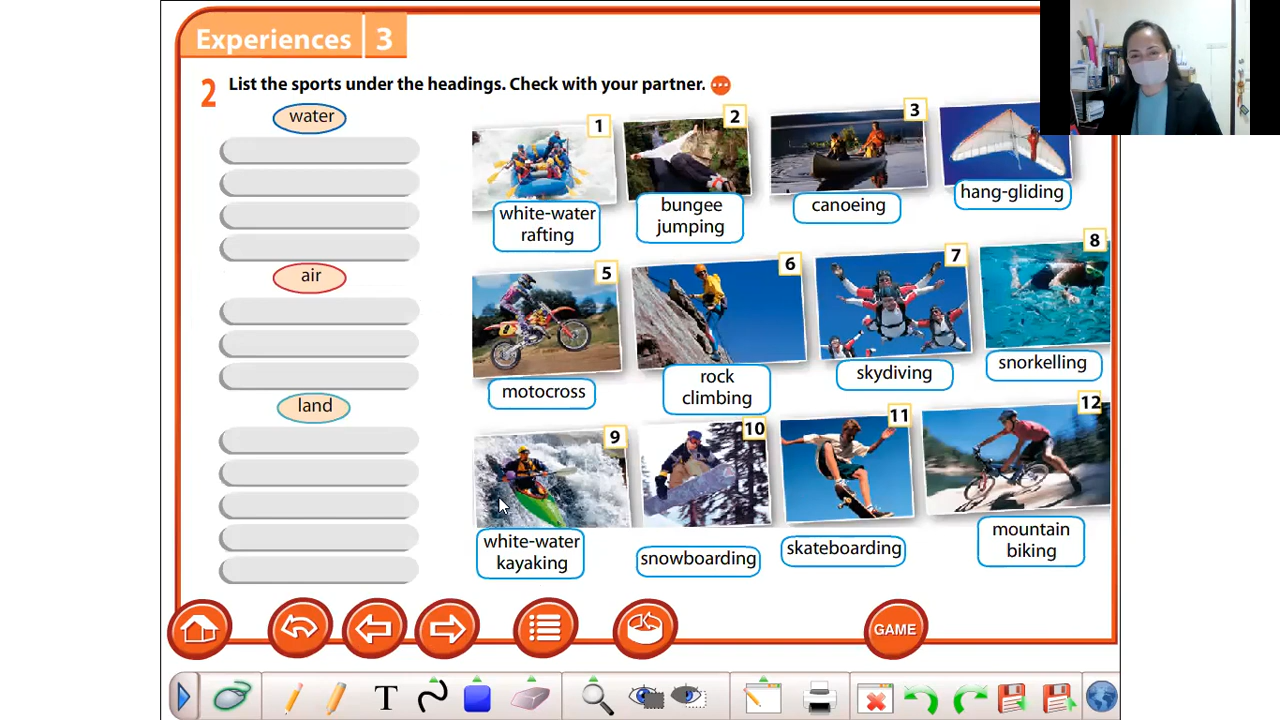 Experiences 3
2 List the sports under the headings. Check with your partner.
water
air
land
1
white-water
rafting
2
bungee
jumping
3
canoeing
hang-gliding
5
motocross
6
rock
climbing
7
skydiving
8
snorkelling
9
white-water
kayaking
10
snowboarding
11
skateboarding
12
mountain
biking
GAME
T